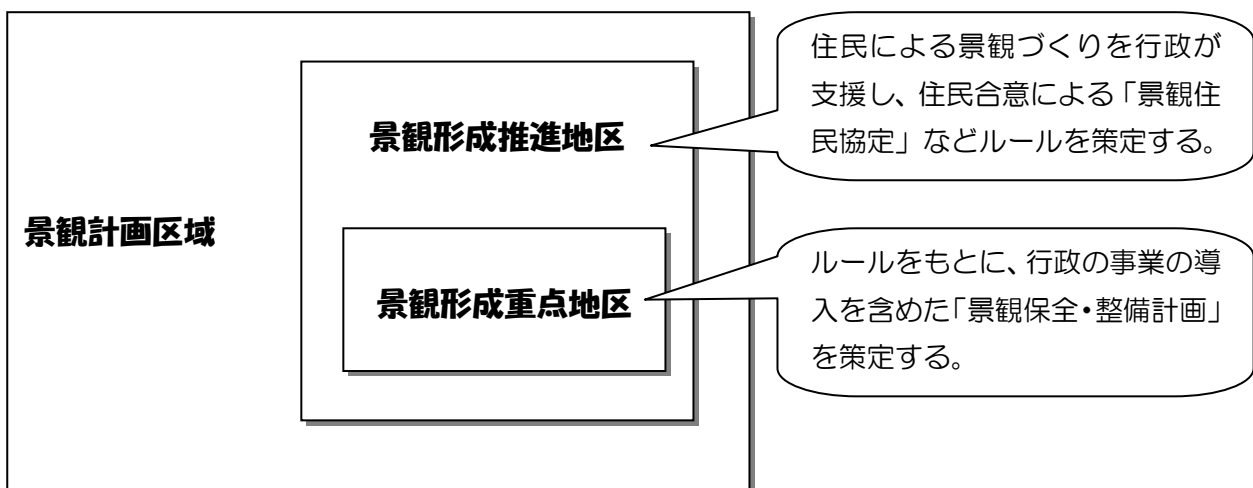 景観計画区域
景観形成推進地区
景観形成重点地区
住民による景観づくりを行政が
支援し、住民合意による「景観住
民協定」などルールを策定する。
ルールをもとに、行政の事業の導
入を含めた「景観保全・整備計画」
を策定する。